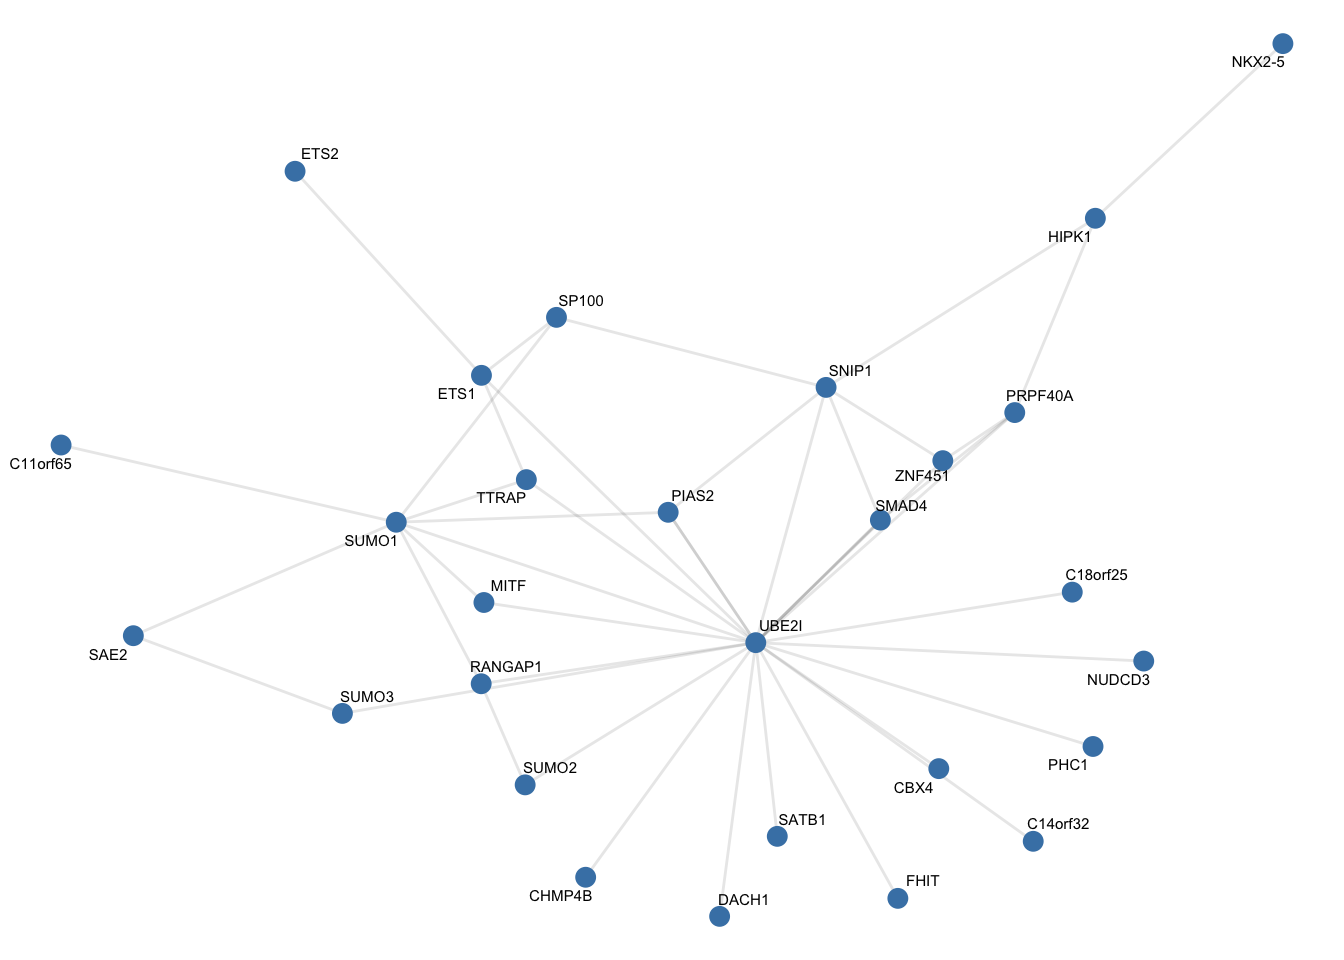 NKX2-5
ETS2
HIPK1
SP100
SNIP1
ETS1
PRPF40A
C11orf65
ZNF451
TTRAP
PIAS2
SMAD4
SUMO1
C18orf25
MITF
UBE2I
SAE2
RANGAP1
NUDCD3
SUMO3
PHC1
SUMO2
CBX4
SATB1
C14orf32
FHIT
CHMP4B
DACH1